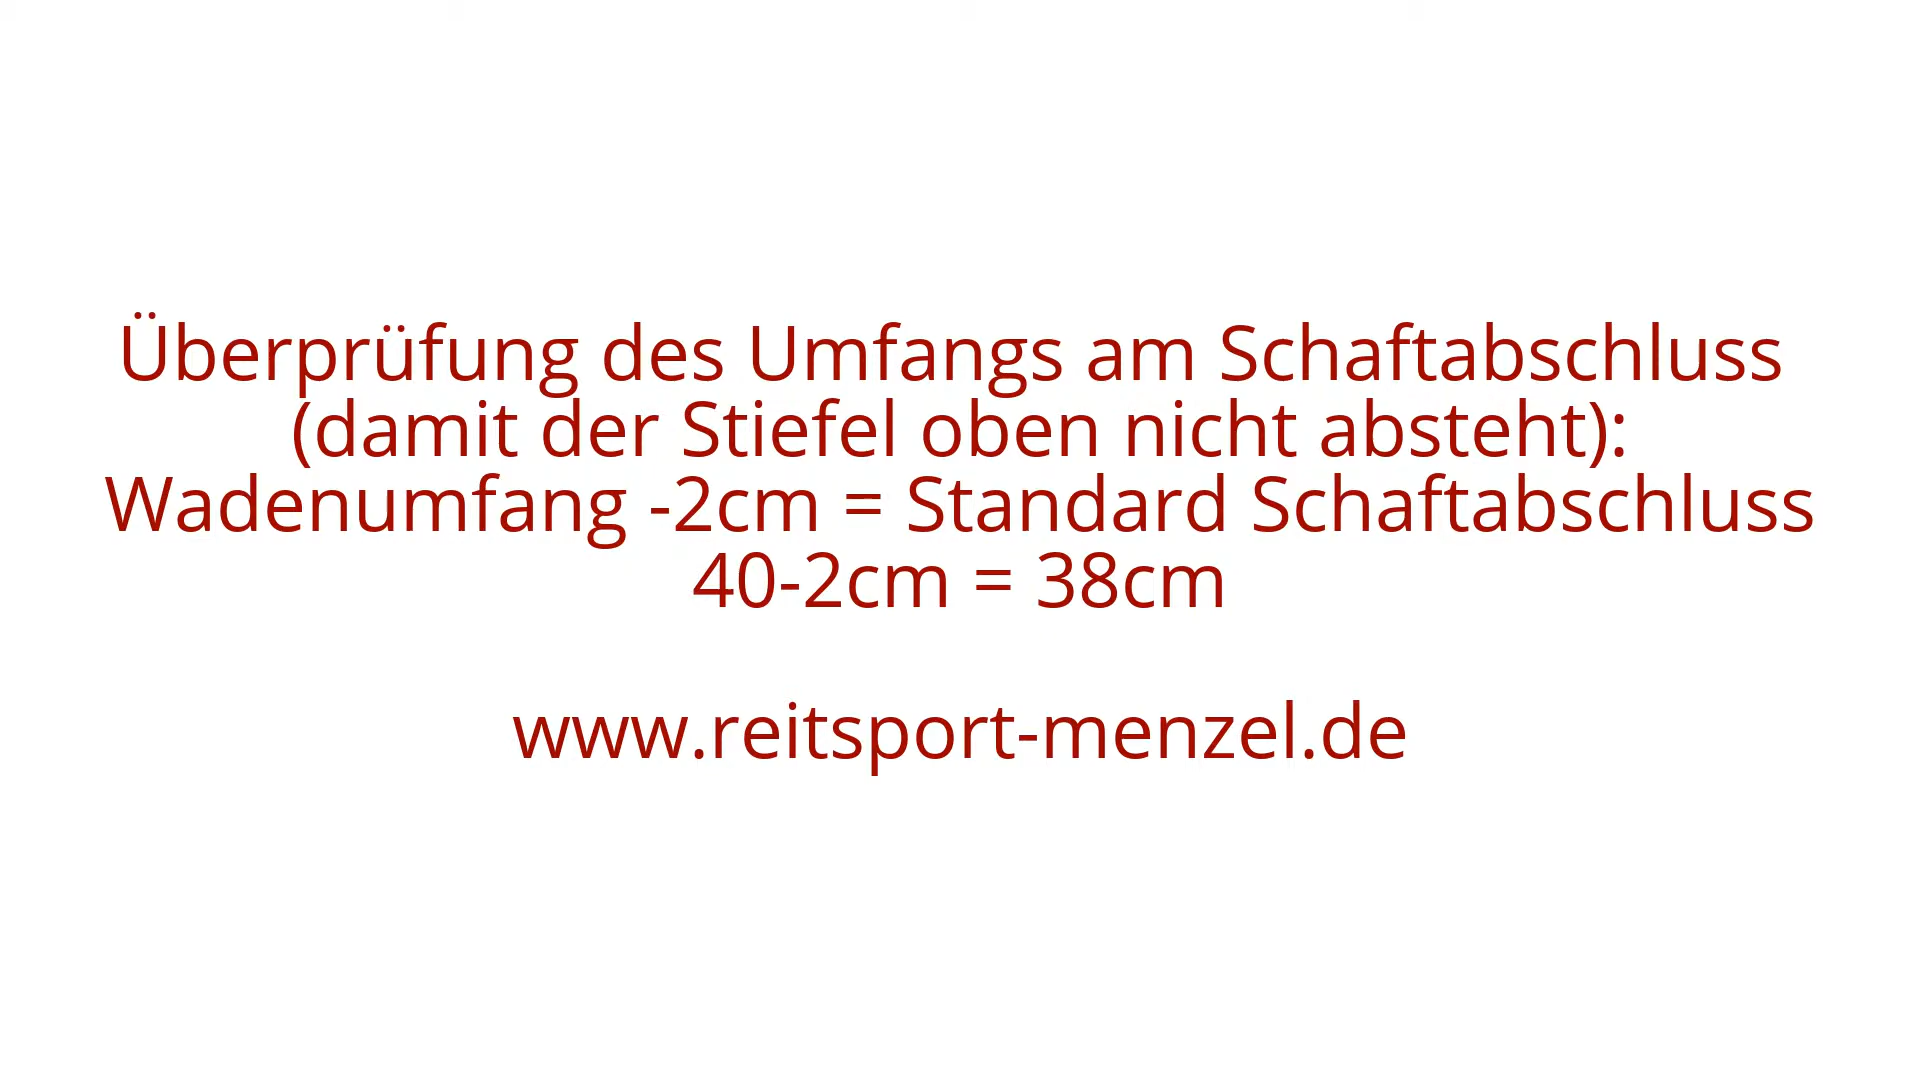 Überprüfung des Umfangs am Schaftabschluss
(damit der Stiefel oben nicht absteht):
Wadenumfang -2cm = Standard Schaftabschluss
40-2cm = 38cm
www.reitsport-menzel.de